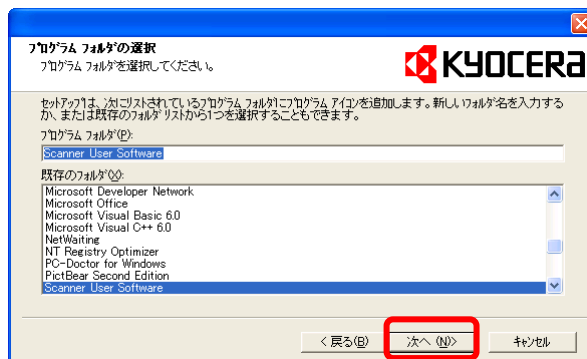 プログラム フォルダの選択
プログラム フォルダを選択してください。
KYOCERA
セットアップは、次にリストされているプログラム フォルダにプログラム アイコンを追加します。新しいフォルダ名を入力する
か、または既存のフォルダ リストから1つを選択することもできます。
プログラム フォルダ(P):
Scanner User Software
既存のフォルダ(X):
Microsoft Developer Network
Microsoft Office
Microsoft Visual Basic 6.0
Microsoft Visual C++ 6.0
NetWaiting
NT Registry Optimizer
PC-Doctor for Windows
PictBear Second Edition
Scanner User Software
< 戻る(B) 次へ (N)> キャンセル